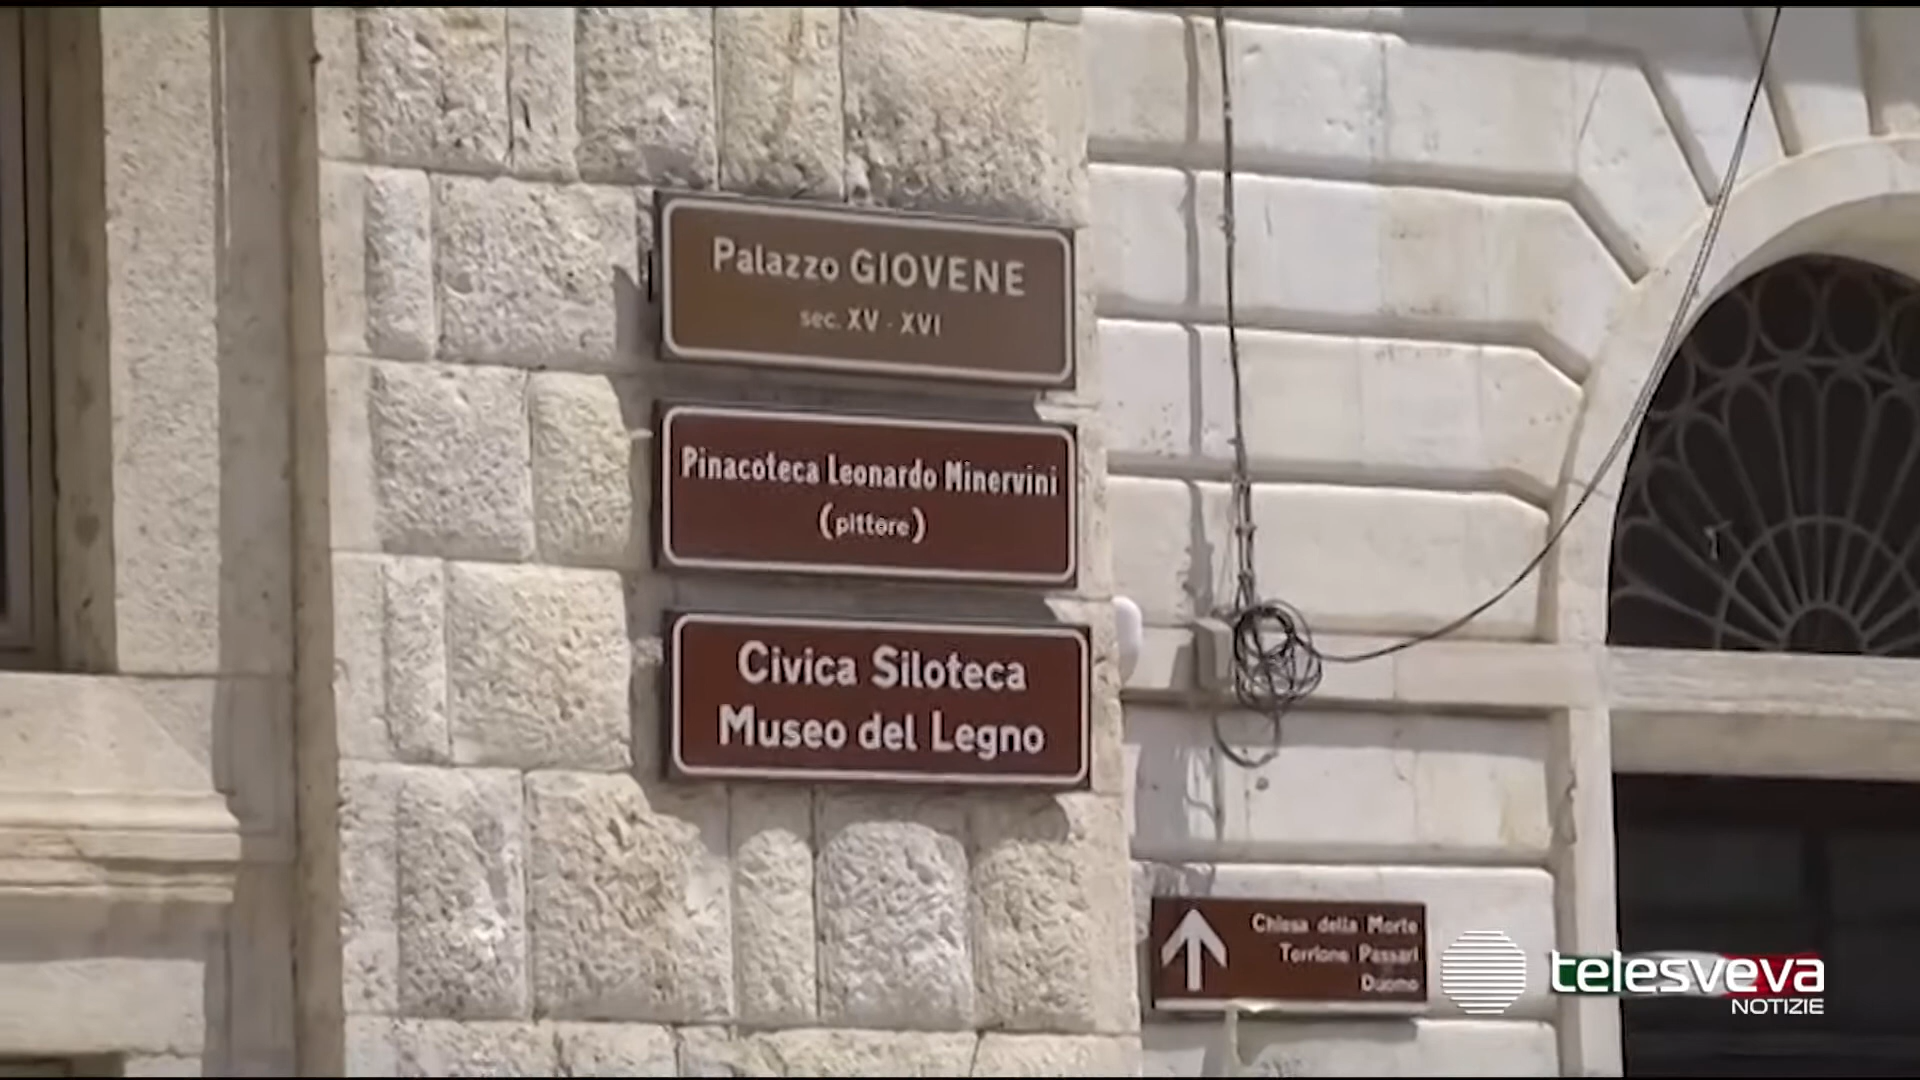 Palazzo GIOVENE
sec. XV - XVI
Pinacoteca Leonardo Minervini
(pittore)
Civica Siloteca
Museo del Legno
Chiesa della Morte
Torrione Passari
Duomo
telesveva
NOTIZIE